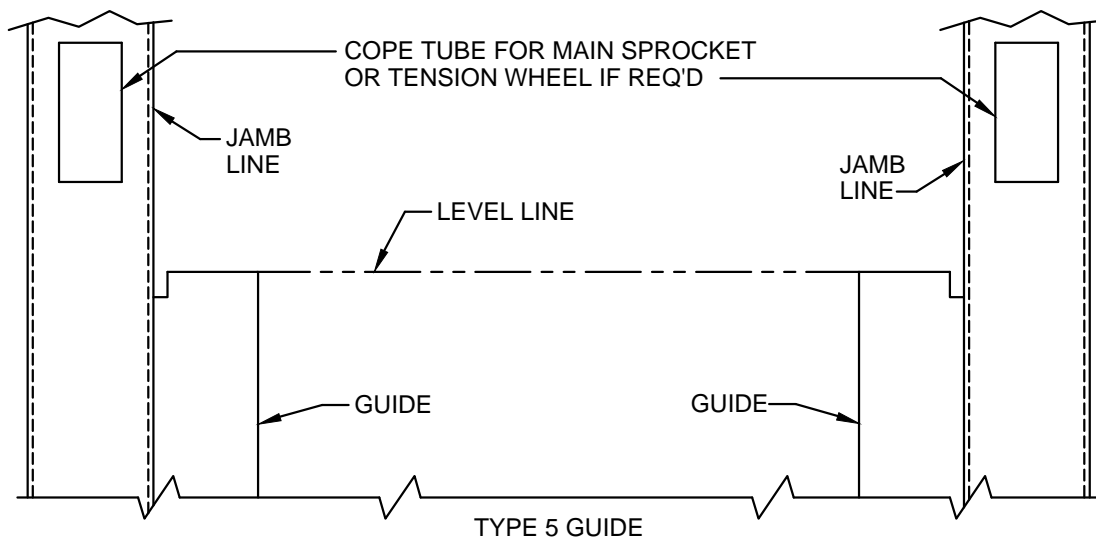 COPE TUBE FOR MAIN SPROCKET
OR TENSION WHEEL IF REQ'D
JAMB
LINE
JAMB
LINE
LEVEL LINE
GUIDE
GUIDE
TYPE 5 GUIDE